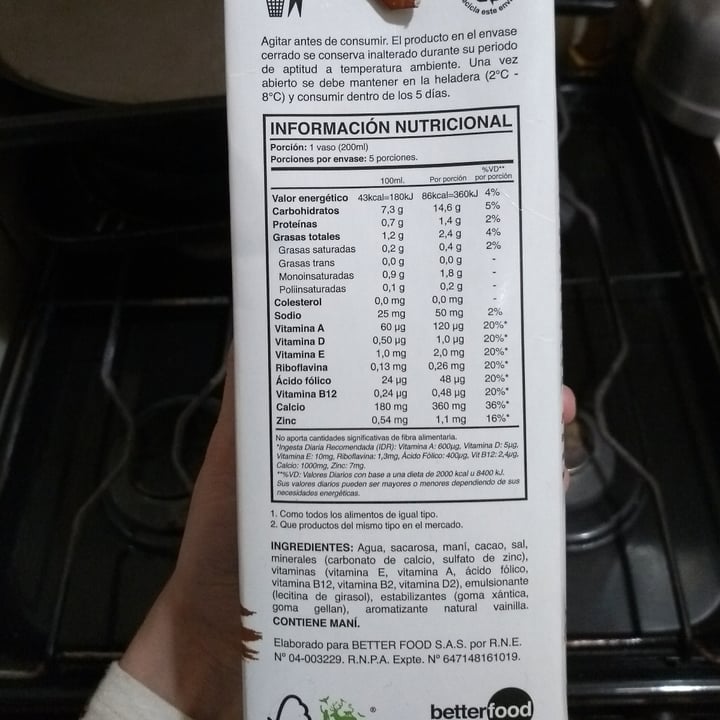 Agitar antes de consumir. El producto en el envase
cerrado se conserva inalterado durante su periodo
de aptitud a temperatura ambiente. Una vez
abierto se debe mantener en la heladera (2°C -
8°C) y consumir dentro de los 5 días.
INFORMACIÓN NUTRICIONAL
Porción: 1 vaso (200ml)
Porciones por envase: 5 porciones.
100ml. Por porción %VD** por porción
Valor energético 43kcal=180kJ 86kcal=360kJ 4%
Carbohidratos 7,3 g 14,6 g 5%
Proteínas 0,7 g 1,4 g 2%
Grasas totales 1,2 g 2,4 g 4%
Grasas saturadas 0,2 g 0,4 g 2%
Grasas trans 0,0 g 0,0 g -
Monoinsaturadas 0,9 g 1,8 g -
Poliinsaturadas 0,1 g 0,2 g -
Colesterol 0,0 mg 0,0 mg -
Sodio 25 mg 50 mg 2%
Vitamina A 60 µg 120 µg 20%*
Vitamina D 0,50 µg 1,0 µg 20%*
Vitamina E 1,0 mg 2,0 mg 20%*
Riboflavina 0,13 mg 0,26 mg 20%*
Ácido fólico 24 µg 48 µg 20%*
Vitamina B12 0,24 µg 0,48 µg 20%*
Calcio 180 mg 360 mg 36%*
Zinc 0,54 mg 1,1 mg 16%*
No aporta cantidades significativas de fibra alimentaria.
*Ingesta Diaria Recomendada (IDR): Vitamina A: 600µg, Vitamina D: 5µg,
Vitamina E: 10mg, Riboflavina: 1,3mg, Ácido Fólico: 400µg, Vit B12: 2,4µg,
Calcio: 1000mg, Zinc: 7mg.
**%VD: Valores Diarios con base a una dieta de 2000 kcal u 8400 kJ.
Sus valores diarios pueden ser mayores o menores dependiendo de sus
necesidades energéticas.
1. Como todos los alimentos de igual tipo.
2. Que productos del mismo tipo en el mercado.
INGREDIENTES: Agua, sacarosa, maní, cacao, sal,
minerales (carbonato de calcio, sulfato de zinc),
vitaminas (vitamina E, vitamina A, ácido fólico,
vitamina B12, vitamina B2, vitamina D2), emulsionante
(lecitina de girasol), estabilizantes (goma xántica,
goma gellan), aromatizante natural vainilla.
CONTIENE MANÍ.
Elaborado para BETTER FOOD S.A.S. por R.N.E.
Nº 04-003229. R.N.P.A. Expte. Nº 647148161019.
betterfood